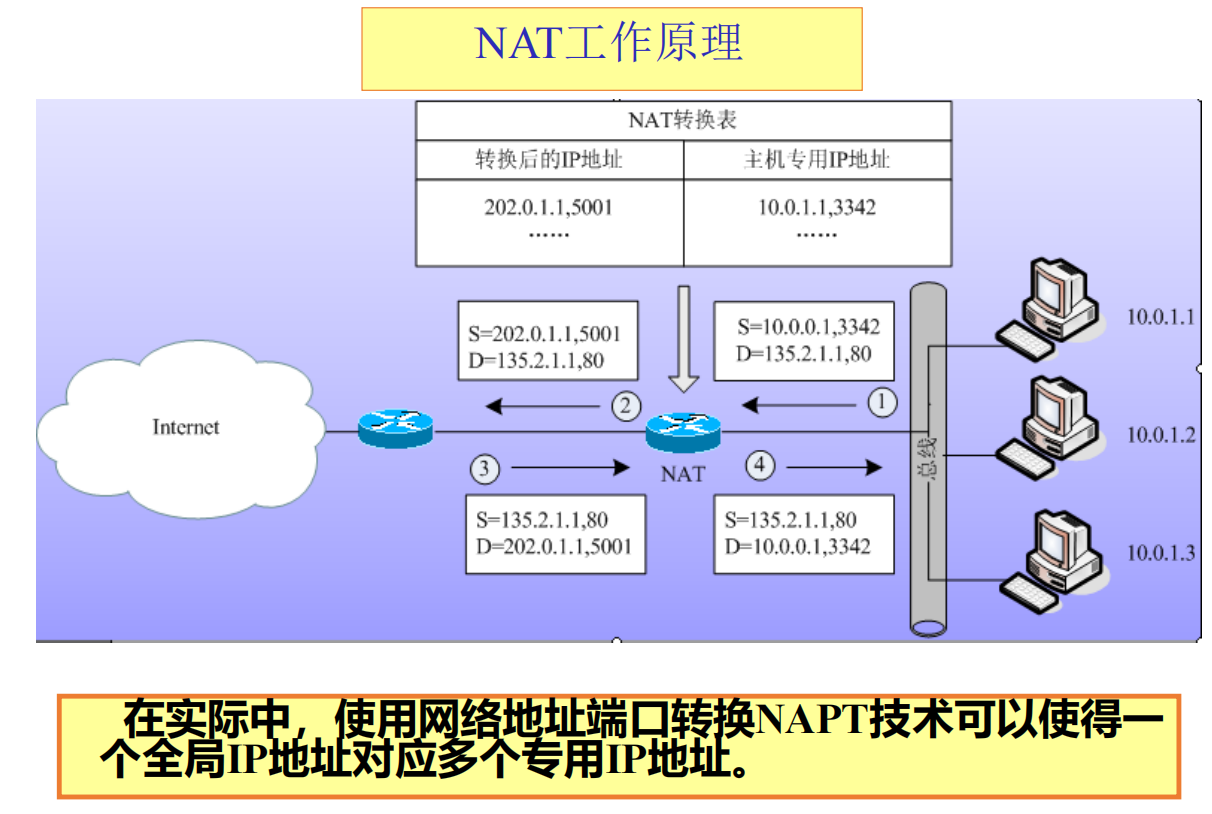 NAT工作原理
NAT转换表
转换后的IP地址
主机专用IP地址
202.0.1.1,5001
10.0.1.1,3342
……
……
S=202.0.1.1,5001
D=135.2.1.1,80
S=10.0.0.1,3342
D=135.2.1.1,80
10.0.1.1
②
①
Internet
NAT
总线
10.0.1.2
③
④
S=135.2.1.1,80
D=202.0.1.1,5001
S=135.2.1.1,80
D=10.0.0.1,3342
10.0.1.3
在实际中，使用网络地址端口转换NAPT技术可以使得一
个全局IP地址对应多个专用IP地址。